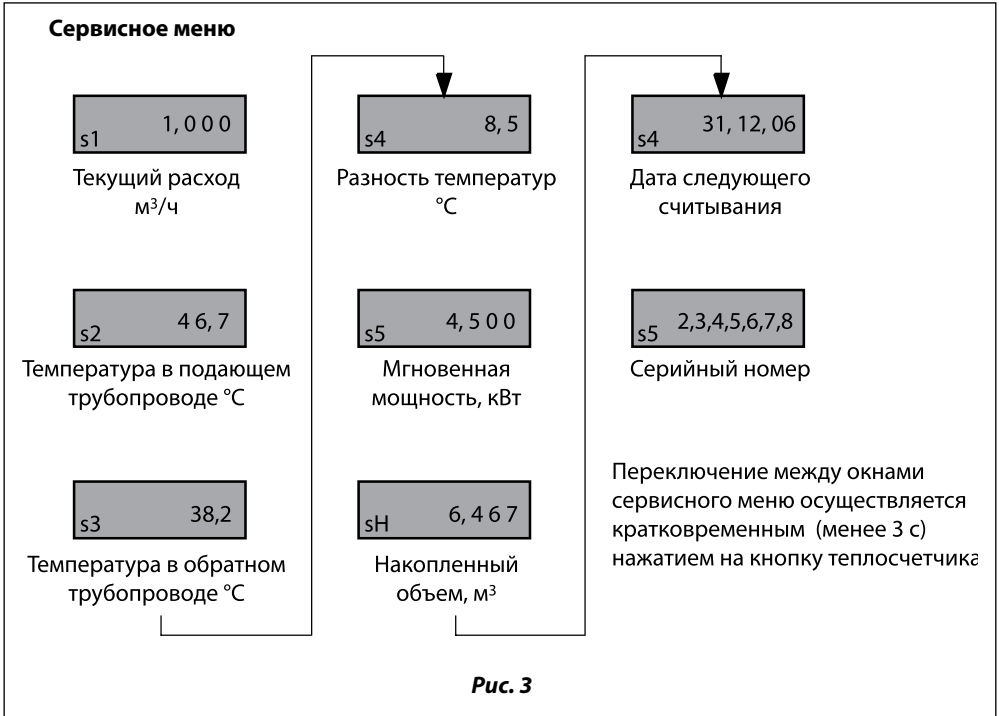 Сервисное меню
s1 1, 0 0 0
Текущий расход
м³/ч
s2 4 6, 7
Температура в подающем
трубопроводе °C
s3 38,2
Температура в обратном
трубопроводе °C
s4 8, 5
Разность температур
°C
s5 4, 5 0 0
Мгновенная
мощность, кВт
sH 6, 4 6 7
Накопленный
объем, м³
s4 31, 12, 06
Дата следующего
считывания
s5 2,3,4,5,6,7,8
Серийный номер
Переключение между окнами
сервисного меню осуществляется
кратковременным (менее 3 с)
нажатием на кнопку теплосчетчика
Рис. 3